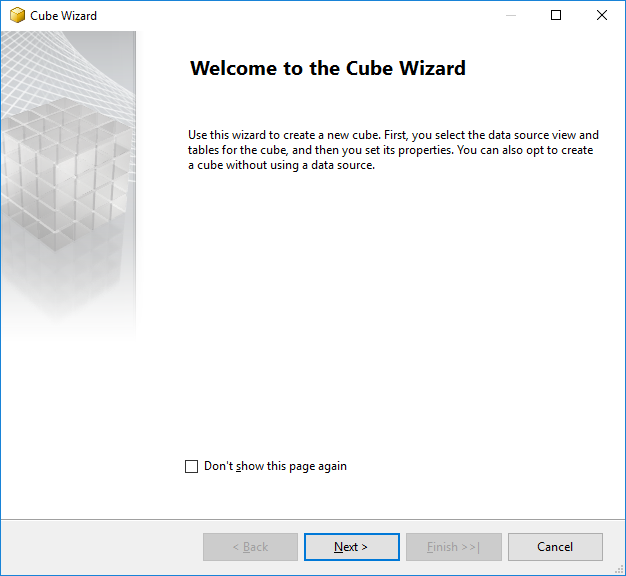 Cube Wizard
Welcome to the Cube Wizard
Use this wizard to create a new cube. First, you select the data source view and
tables for the cube, and then you set its properties. You can also opt to create
a cube without using a data source.
Don't show this page again
< Back
Next >
Finish >>|
Cancel